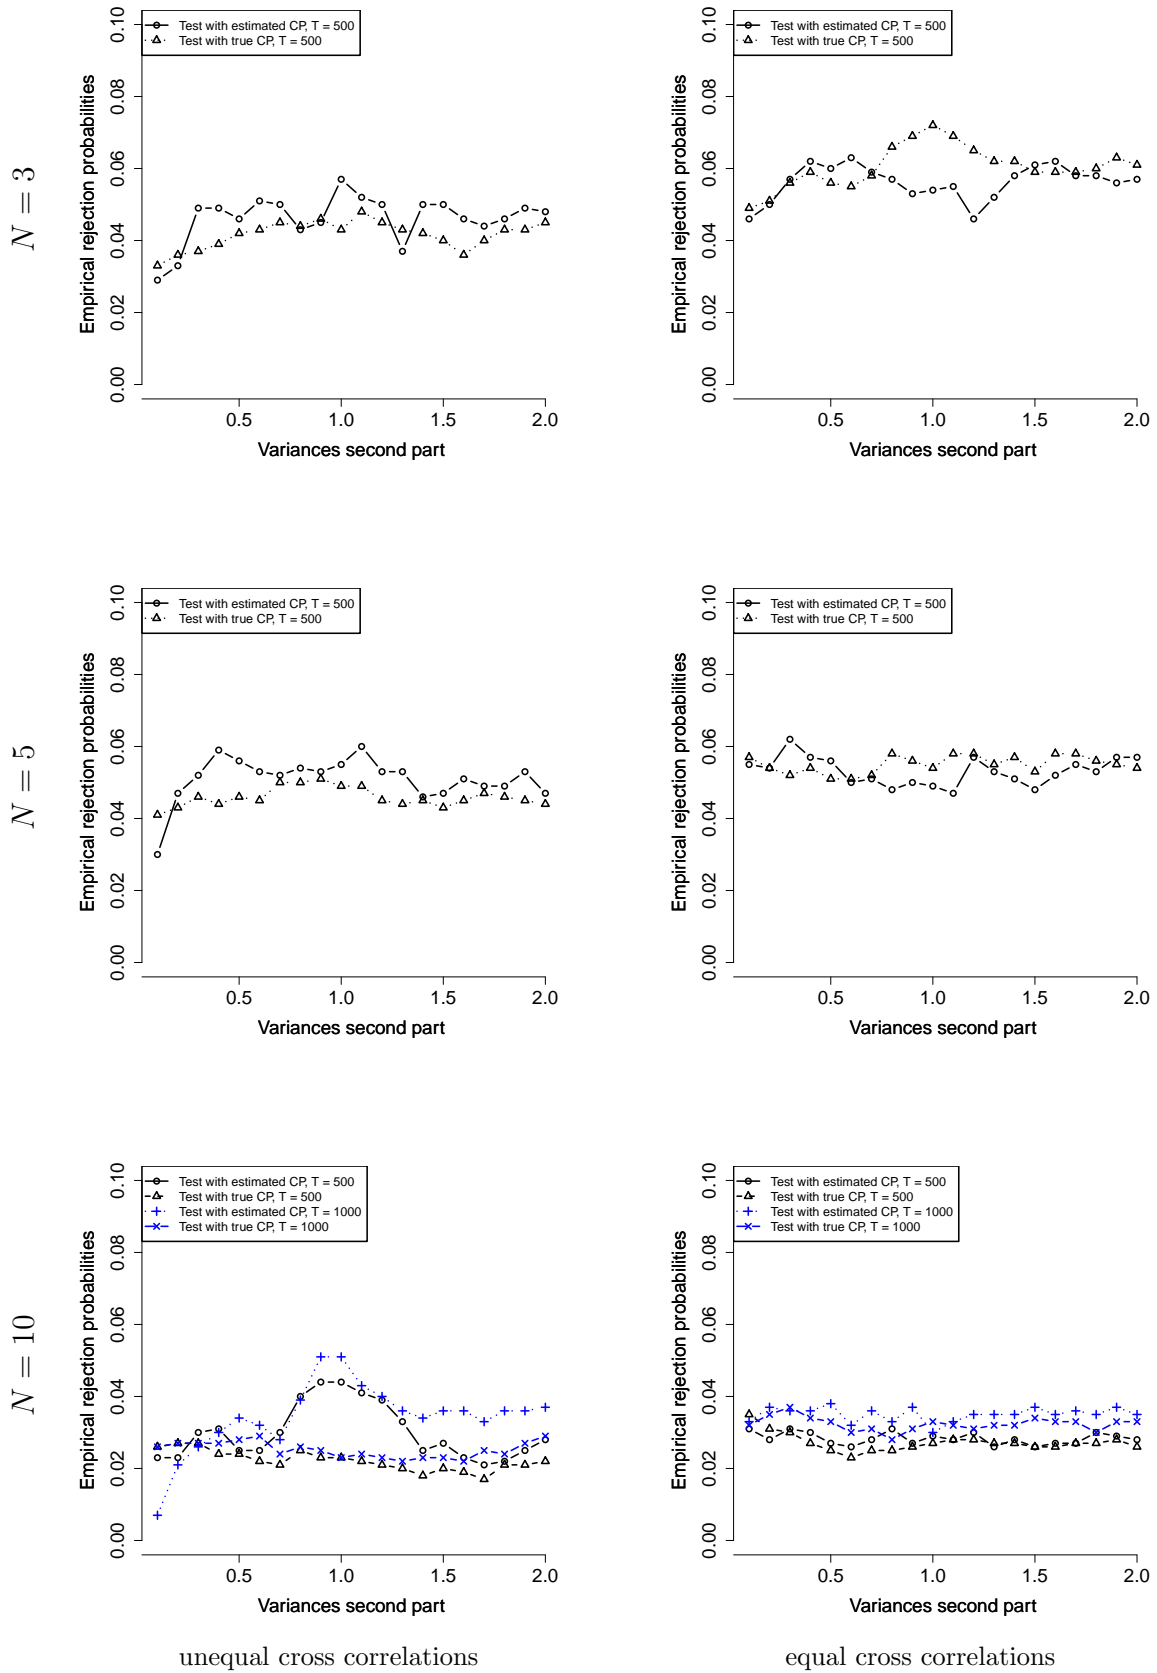 Test with estimated CP, T = 500
Test with true CP, T = 500
N = 3
Empirical rejection probabilities
0.00 0.02 0.04 0.06 0.08 0.10
0.5 1.0 1.5 2.0
Variances second part
Test with estimated CP, T = 500
Test with true CP, T = 500
Empirical rejection probabilities
0.00 0.02 0.04 0.06 0.08 0.10
0.5 1.0 1.5 2.0
Variances second part
Test with estimated CP, T = 500
Test with true CP, T = 500
N = 5
Empirical rejection probabilities
0.00 0.02 0.04 0.06 0.08 0.10
0.5 1.0 1.5 2.0
Variances second part
Test with estimated CP, T = 500
Test with true CP, T = 500
Empirical rejection probabilities
0.00 0.02 0.04 0.06 0.08 0.10
0.5 1.0 1.5 2.0
Variances second part
Test with estimated CP, T = 500
Test with true CP, T = 500
Test with estimated CP, T = 1000
Test with true CP, T = 1000
N = 10
Empirical rejection probabilities
0.00 0.02 0.04 0.06 0.08 0.10
0.5 1.0 1.5 2.0
Variances second part
Test with estimated CP, T = 500
Test with true CP, T = 500
Test with estimated CP, T = 1000
Test with true CP, T = 1000
Empirical rejection probabilities
0.00 0.02 0.04 0.06 0.08 0.10
0.5 1.0 1.5 2.0
Variances second part
unequal cross correlations
equal cross correlations